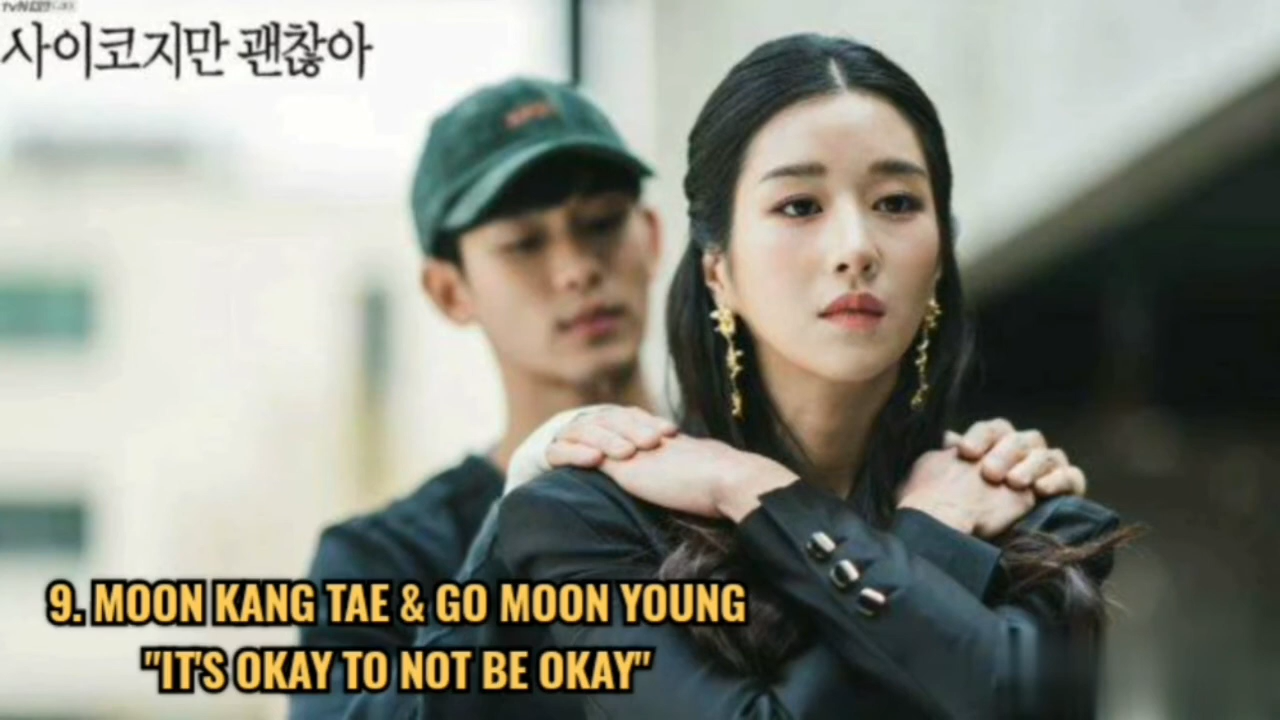 tvN
사이코지만 괜찮아
9. MOON KANG TAE & GO MOON YOUNG
"IT'S OKAY TO NOT BE OKAY"